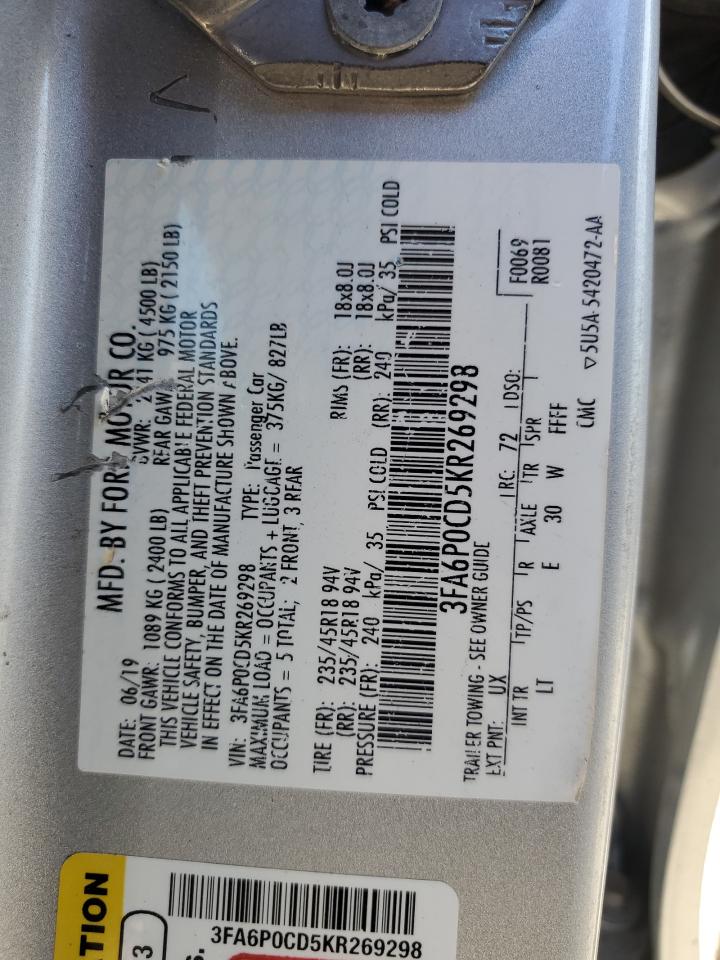 MFD. BY FORD MOTOR CO.
DATE: 06/19 GVWR: KG ( 4500 LB)
FRONT GAWR: 1089 KG ( 2400 LB) REAR GAWR: 975 KG ( 2150 LB)
THIS VEHICLE CONFORMS TO ALL APPLICABLE FEDERAL MOTOR
VEHICLE SAFETY, BUMPER, AND THEFT PREVENTION STANDARDS
IN EFFECT ON THE DATE OF MANUFACTURE SHOWN ABOVE.
VIN: 3FA6P0CD5KR269298 TYPE: Passenger Car
MAXIMUM LOAD = OCCUPANTS + LUGGAGE = 375KG/ 827LB
OCCUPANTS = 5 TOTAL; 2 FRONT, 3 REAR
TIRE (FR): 235/45R18 94V RIMS (FR): 18x8.0J
(RR): 235/45R18 94V (RR): 18x8.0J
PRESSURE (FR): 240 kPa/ 35 PSI COLD (RR): 240 kPa/ 35 PSI COLD
3FA6P0CD5KR269298
TRAILER TOWING - SEE OWNER GUIDE
EXT PNT: UX RC: 72 DSO: F0069
INT TR TP/PS R AXLE TR SPR R0081
LT E 30 W FFFF
CMC ▽5U5A-5420472-AA
TION
3
S.
3FA6P0CD5KR269298